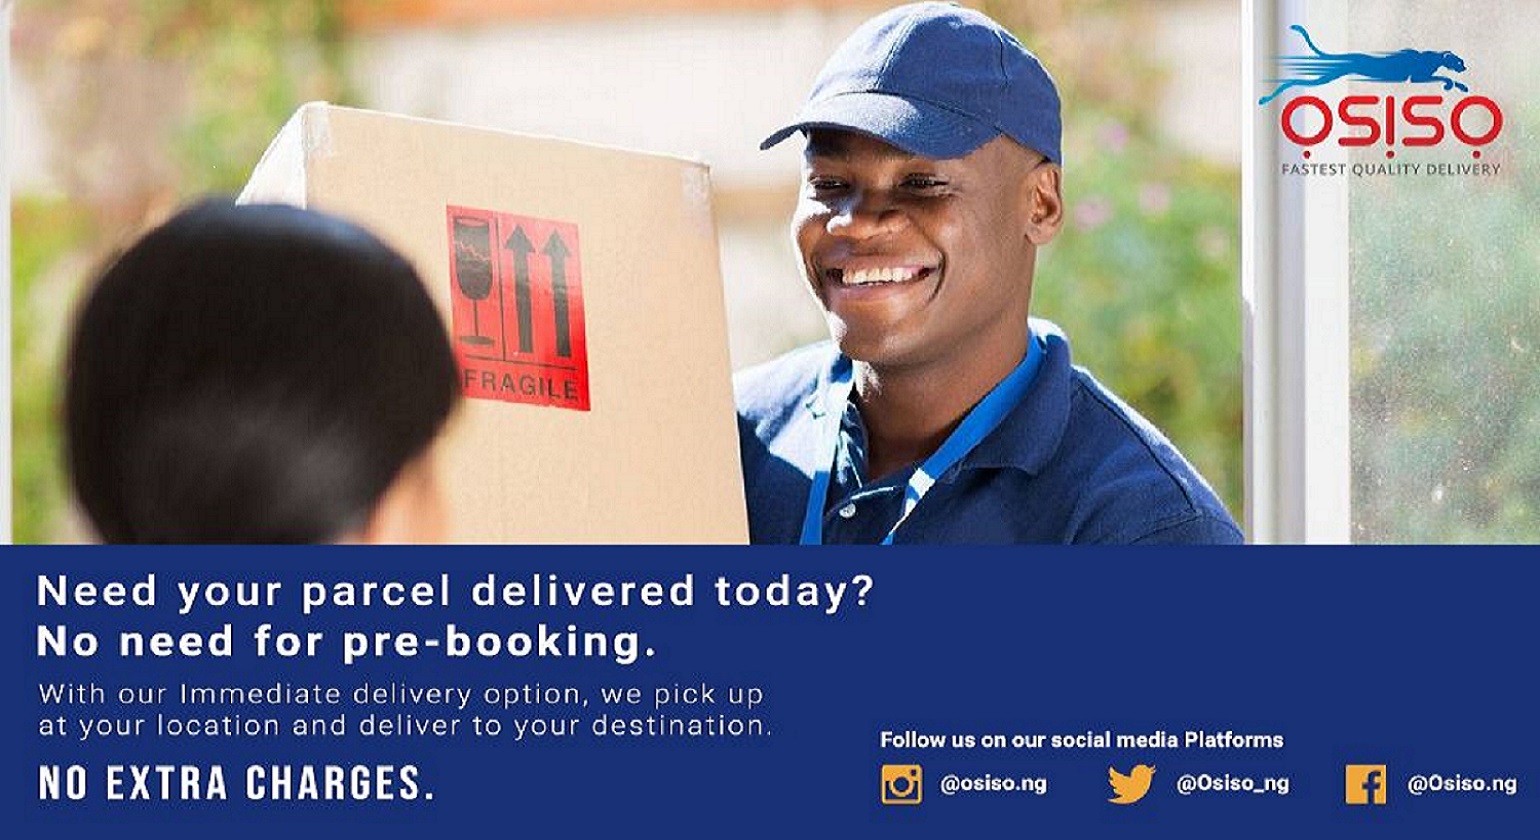 ỌSỊSỌ
FASTEST QUALITY DELIVERY
FRAGILE
Need your parcel delivered today?
No need for pre-booking.
With our Immediate delivery option, we pick up
at your location and deliver to your destination.
NO EXTRA CHARGES.
Follow us on our social media Platforms
@osiso.ng @Osiso_ng @Osiso.ng